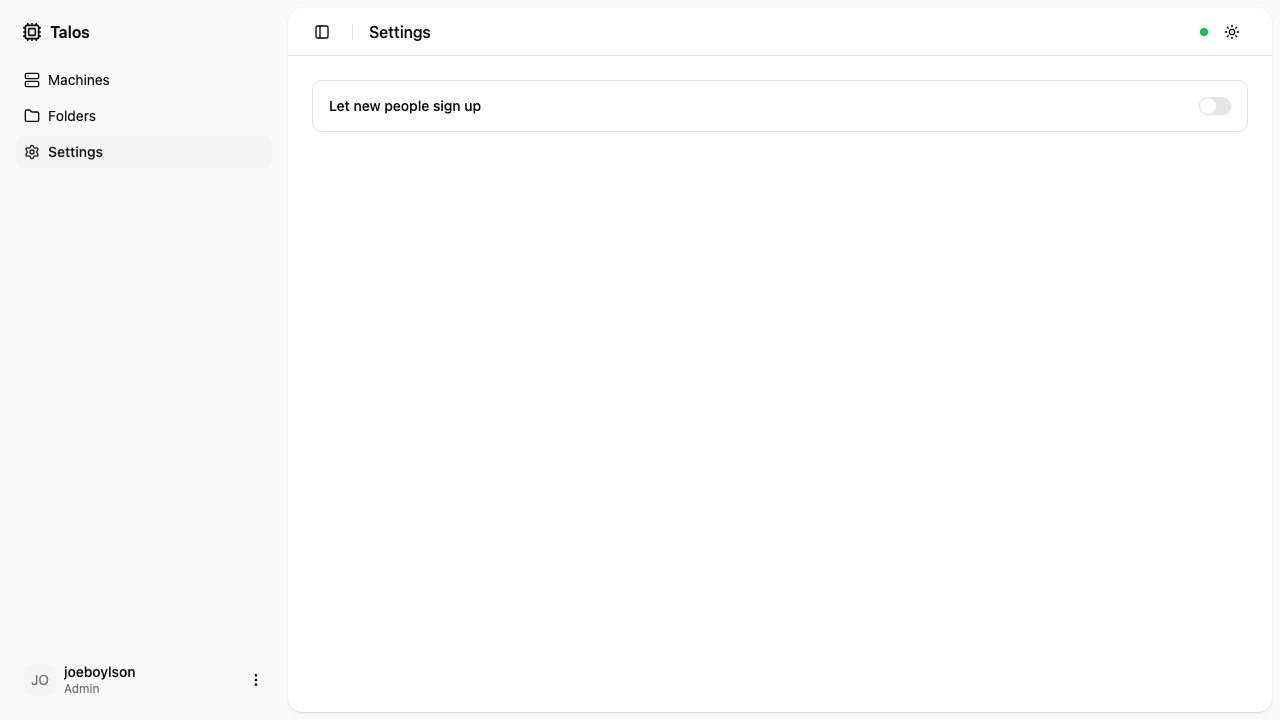 Talos
Machines
Folders
Settings
JO
joeboylson
Admin
Settings
Let new people sign up